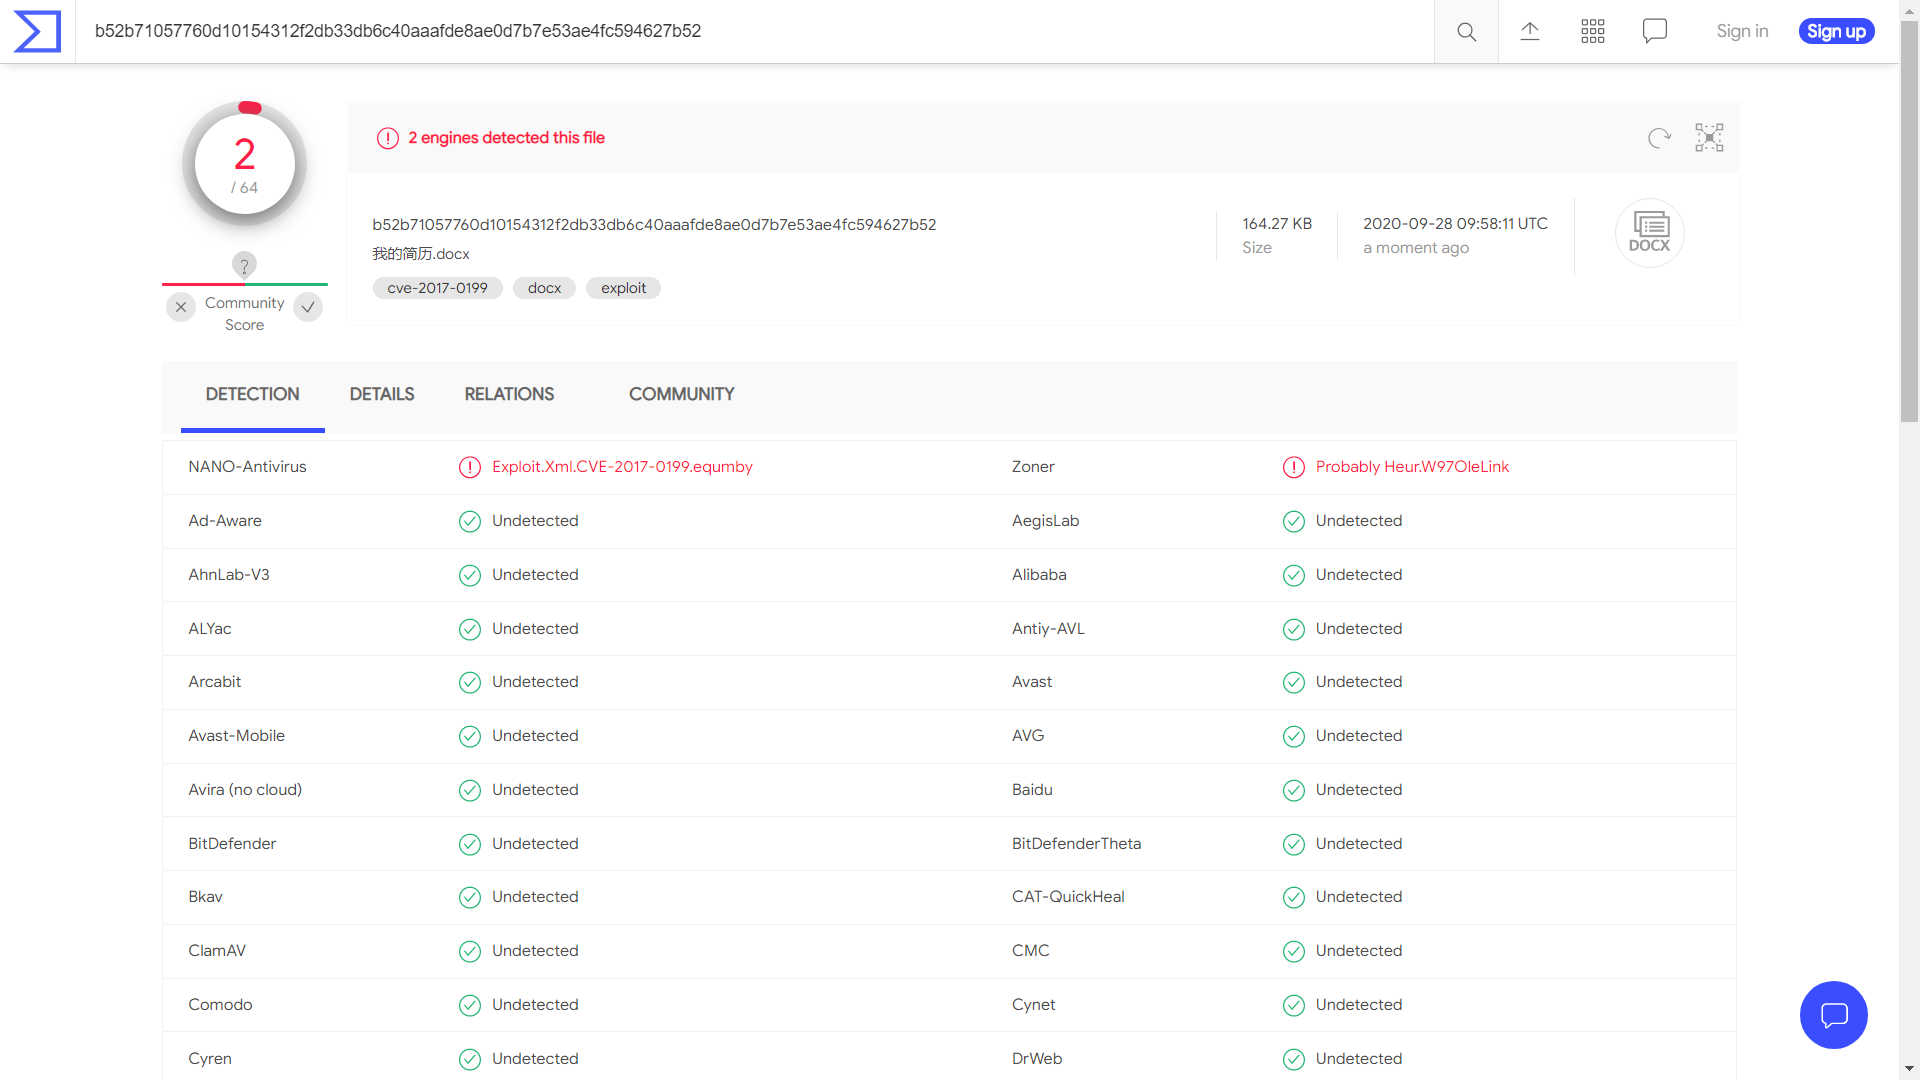 b52b71057760d10154312f2db33db6c40aaafde8ae0d7b7e53ae4fc594627b52
Sign in
Sign up
2
/ 64
2 engines detected this file
b52b71057760d10154312f2db33db6c40aaafde8ae0d7b7e53ae4fc594627b52
我的简历.docx
cve-2017-0199 docx exploit
164.27 KB
Size
2020-09-28 09:58:11 UTC
a moment ago
DOCX
?
Community
Score
DETECTION DETAILS RELATIONS COMMUNITY
NANO-Antivirus Exploit.Xml.CVE-2017-0199.equmby Zoner Probably Heur.W97OleLink
Ad-Aware Undetected AegisLab Undetected
AhnLab-V3 Undetected Alibaba Undetected
ALYac Undetected Antiy-AVL Undetected
Arcabit Undetected Avast Undetected
Avast-Mobile Undetected AVG Undetected
Avira (no cloud) Undetected Baidu Undetected
BitDefender Undetected BitDefenderTheta Undetected
Bkav Undetected CAT-QuickHeal Undetected
ClamAV Undetected CMC Undetected
Comodo Undetected Cynet Undetected
Cyren Undetected DrWeb Undetected